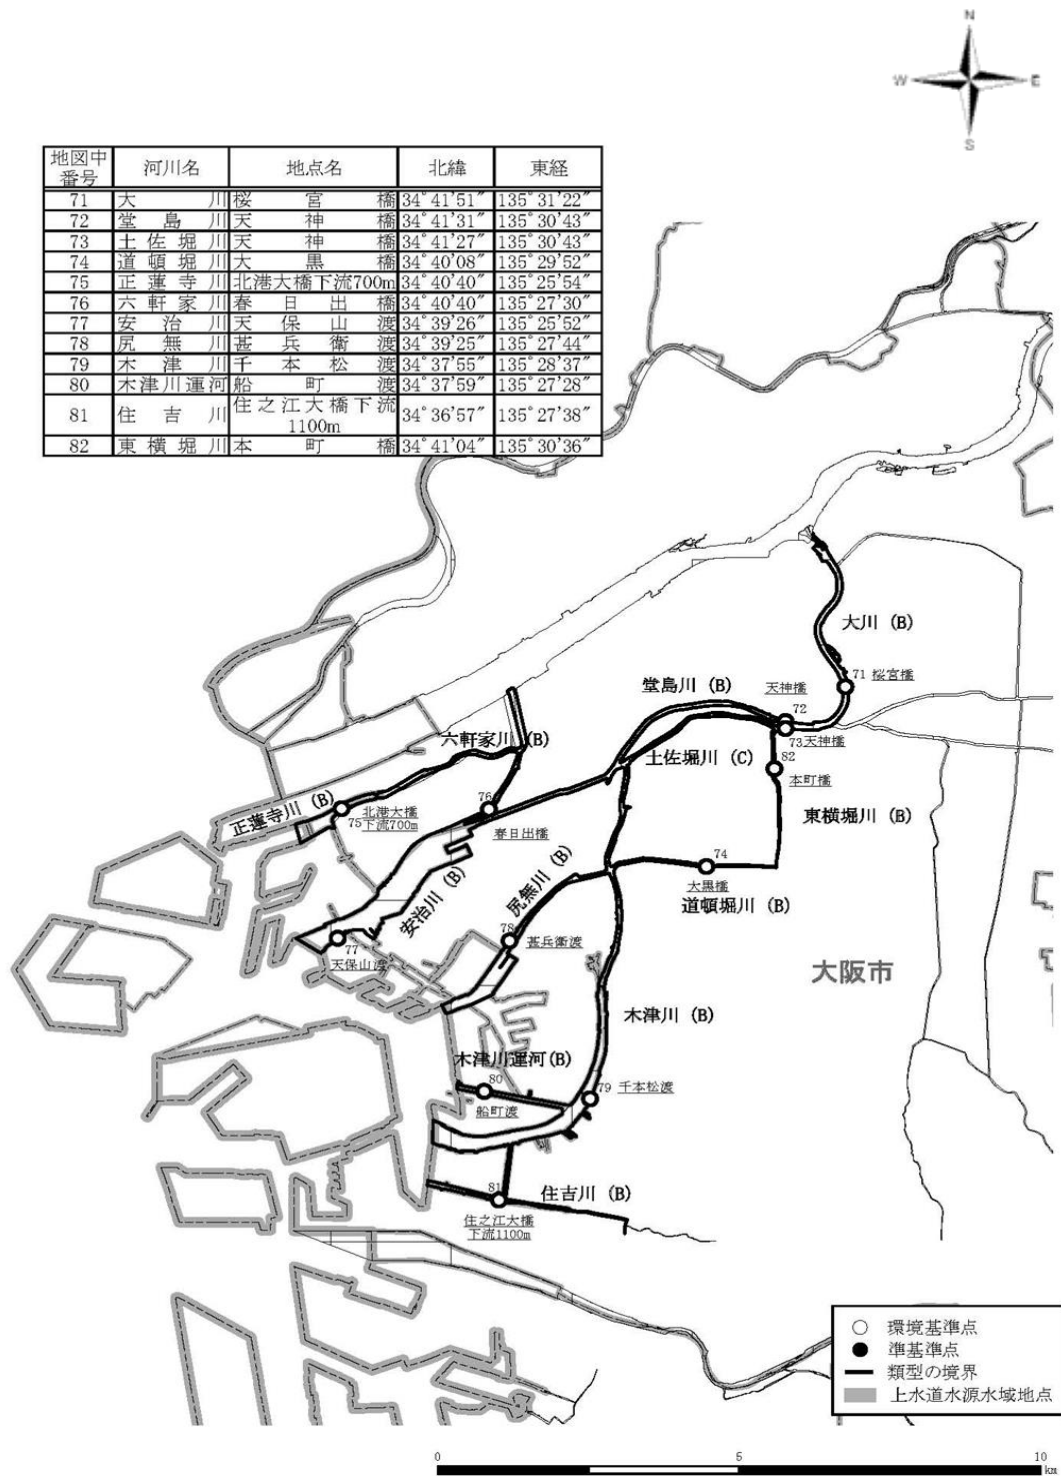 N
W E
S
地図中番号 河川名 地点名 北緯 東経
71 大川 桜宮橋 34°41'51" 135°31'22"
72 堂島川 天神橋 34°41'31" 135°30'43"
73 土佐堀川 天神橋 34°41'27" 135°30'43"
74 道頓堀川 大黒橋 34°40'08" 135°29'52"
75 正蓮寺川 北港大橋下流700m 34°40'40" 135°25'54"
76 六軒家川 春日出橋 34°40'40" 135°27'30"
77 安治川 天保山渡 34°39'26" 135°25'52"
78 尻無川 甚兵衛渡 34°39'25" 135°27'44"
79 木津川 千本松渡 34°37'55" 135°28'37"
80 木津川運河 船町渡 34°37'59" 135°27'28"
81 住吉川 住之江大橋下流1100m 34°36'57" 135°27'38"
82 東横堀川 本町橋 34°41'04" 135°30'36"
大川 (B)
71 桜宮橋
堂島川 (B)
天神橋
72
73天神橋
六軒家川 (B)
土佐堀川 (C)
82
本町橋
正蓮寺川 (B)
75
北港大橋
下流700m
76
春日出橋
東横堀川 (B)
74
大黒橋
道頓堀川 (B)
安治川 (B)
尻無川 (B)
77
天保山渡
78
甚兵衛渡
大阪市
木津川 (B)
木津川運河(B)
80
船町渡
79 千本松渡
81
住吉川 (B)
住之江大橋
下流1100m
環境基準点
準基準点
類型の境界
上水道水源水域地点
0 5 10
km